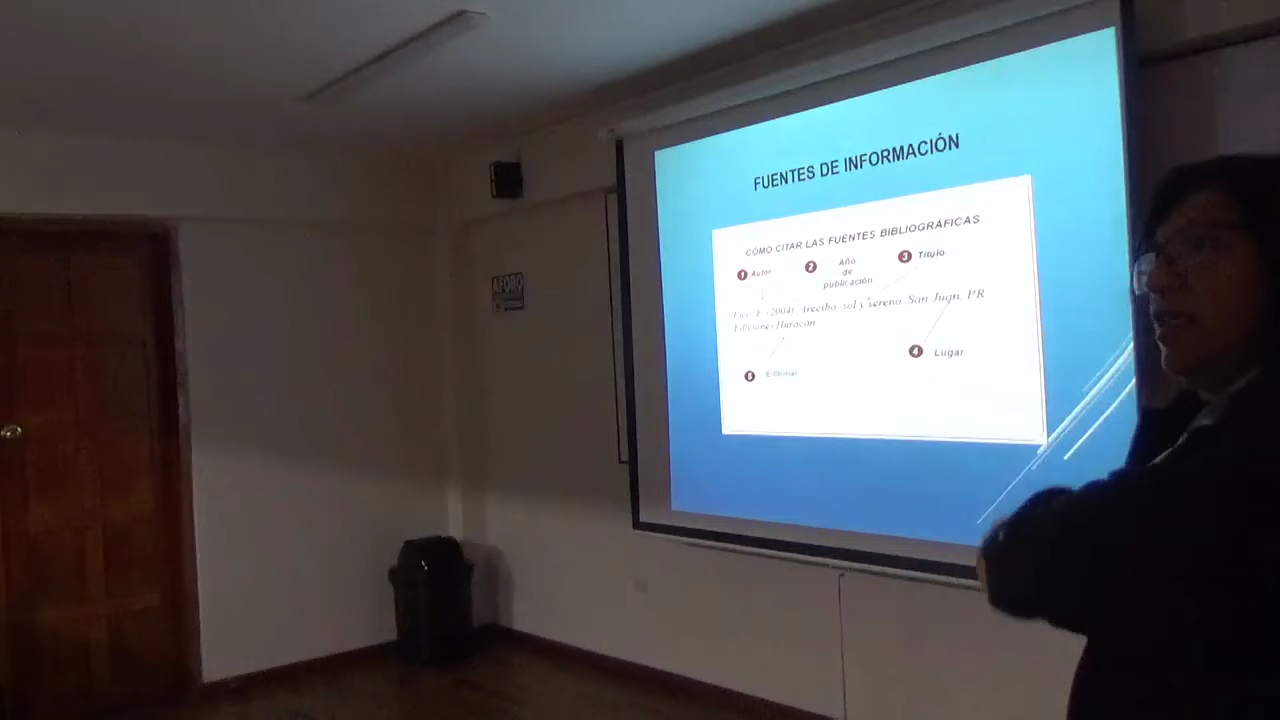 FUENTES DE INFORMACIÓN
CÓMO CITAR LAS FUENTES BIBLIOGRÁFICAS
1 Autor
2 Año de publicación
3 Título
(2004). Arecibo, sol y sereno. San Juan, PR
Ediciones Huracan
4 Lugar
5 Editorial
AFORO